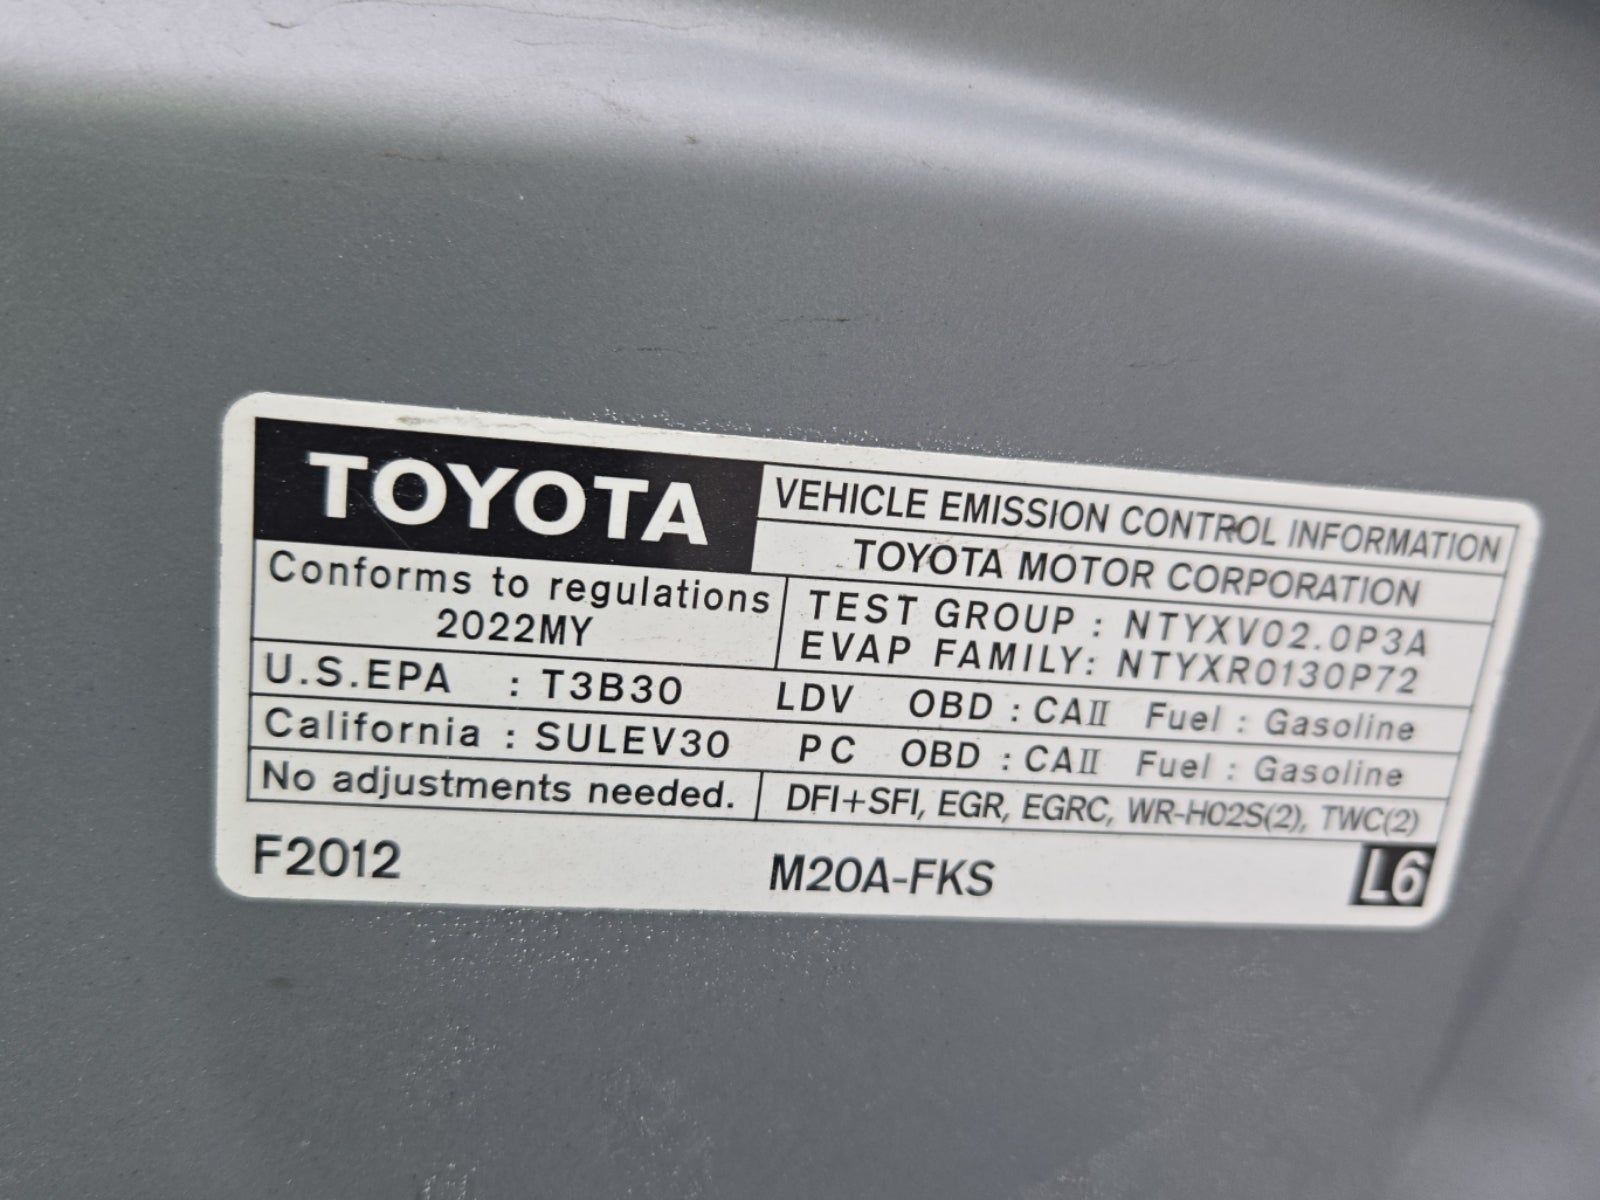 TOYOTA
VEHICLE EMISSION CONTROL INFORMATION
TOYOTA MOTOR CORPORATION
Conforms to regulations
2022MY
TEST GROUP : NTYXV02.0P3A
EVAP FAMILY: NTYXR0130P72
U.S.EPA : T3B30 LDV OBD : CAII Fuel : Gasoline
California : SULEV30 PC OBD : CAII Fuel : Gasoline
No adjustments needed. DFI+SFI, EGR, EGRC, WR-HO2S(2), TWC(2)
F2012 M20A-FKS L6